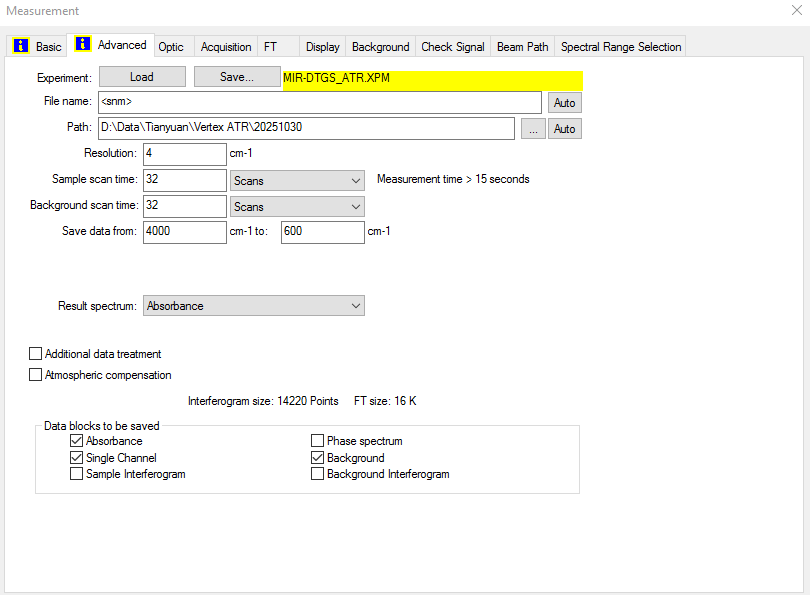 Measurement
Basic Advanced Optic Acquisition FT Display Background Check Signal Beam Path Spectral Range Selection
Experiment: Load Save... MIR-DTGS_ATR.XPM
File name: <snm> Auto
Path: D:\Data\Tianyuan\Vertex ATR\20251030 ... Auto
Resolution: 4 cm-1
Sample scan time: 32 Scans Measurement time > 15 seconds
Background scan time: 32 Scans
Save data from: 4000 cm-1 to: 600 cm-1
Result spectrum: Absorbance
Additional data treatment
Atmospheric compensation
Interferogram size: 14220 Points FT size: 16 K
Data blocks to be saved
Absorbance Phase spectrum
Single Channel Background
Sample Interferogram Background Interferogram